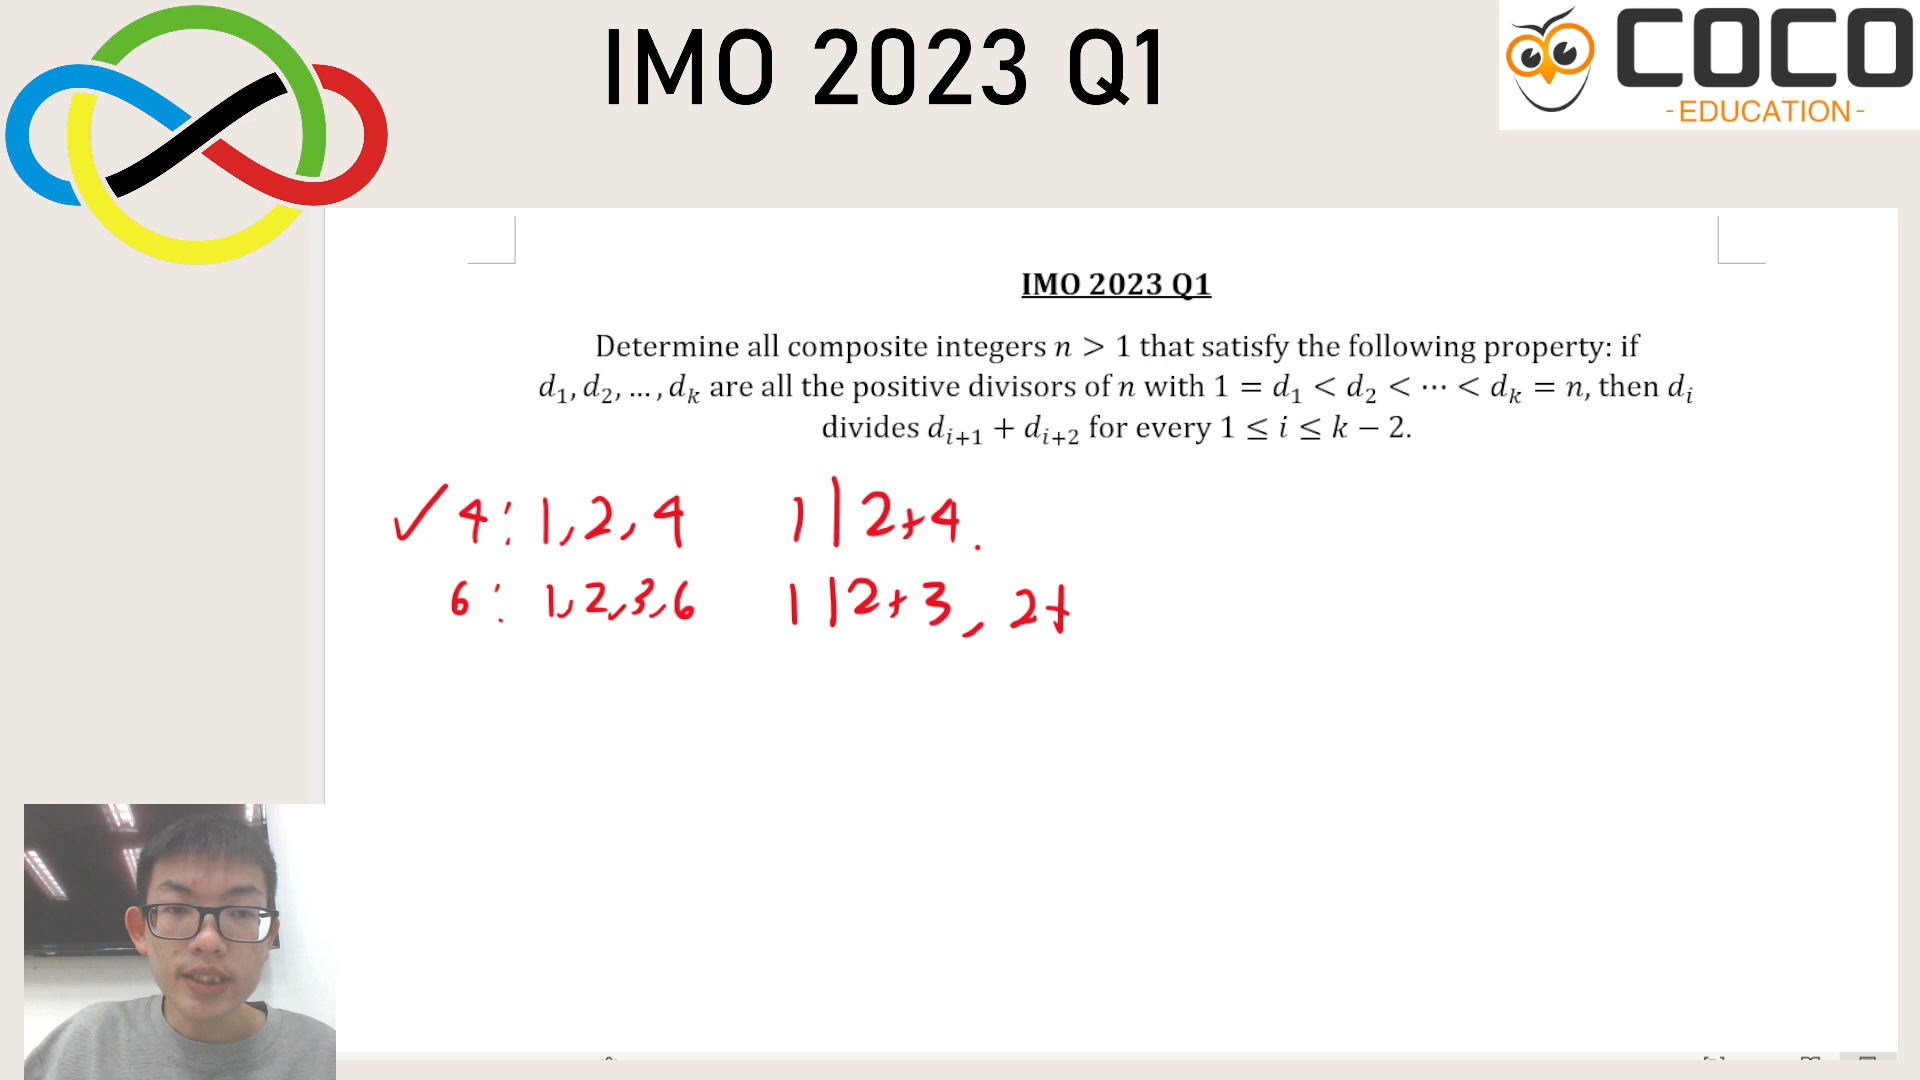 IMO 2023 Q1
COCO
-EDUCATION-
IMO 2023 Q1
Determine all composite integers n > 1 that satisfy the following property: if
d₁, d₂, …, dₖ are all the positive divisors of n with 1 = d₁ < d₂ < ⋯ < dₖ = n, then dᵢ
divides dᵢ₊₁ + dᵢ₊₂ for every 1 ≤ i ≤ k − 2.
✓ 4: 1, 2, 4 1 | 2+4.
6: 1, 2, 3, 6 1 | 2+3, 2+